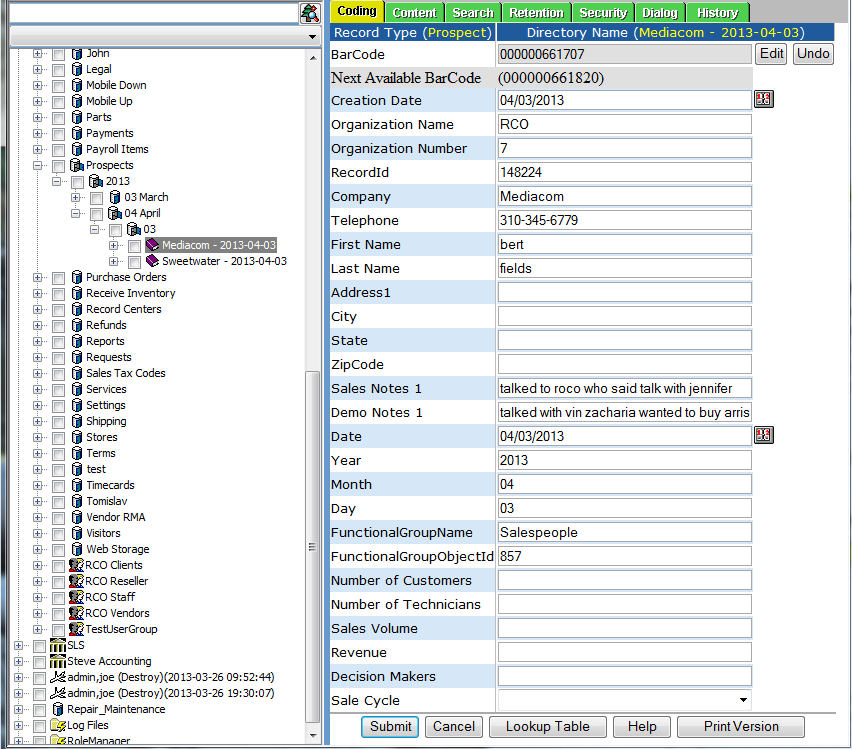 John
Legal
Mobile Down
Mobile Up
Parts
Payments
Payroll Items
Prospects
2013
03 March
04 April
03
Mediacom - 2013-04-03
Sweetwater - 2013-04-03
Purchase Orders
Receive Inventory
Record Centers
Refunds
Reports
Requests
Sales Tax Codes
Services
Settings
Shipping
Stores
Terms
test
Timecards
Tomislav
Vendor RMA
Visitors
Web Storage
RCO Clients
RCO Reseller
RCO Staff
RCO Vendors
TestUserGroup
SLS
Steve Accounting
admin,joe (Destroy)(2013-03-26 09:52:44)
admin,joe (Destroy)(2013-03-26 19:30:07)
Repair_Maintenance
Log Files
RoleManager
Coding Content Search Retention Security Dialog History
Record Type (Prospect) Directory Name (Mediacom - 2013-04-03)
BarCode 000000661707 Edit Undo
Next Available BarCode (000000661820)
Creation Date 04/03/2013
Organization Name RCO
Organization Number 7
RecordId 148224
Company Mediacom
Telephone 310-345-6779
First Name bert
Last Name fields
Address1
City
State
ZipCode
Sales Notes 1 talked to roco who said talk with jennifer
Demo Notes 1 talked with vin zacharia wanted to buy arris
Date 04/03/2013
Year 2013
Month 04
Day 03
FunctionalGroupName Salespeople
FunctionalGroupObjectId 857
Number of Customers
Number of Technicians
Sales Volume
Revenue
Decision Makers
Sale Cycle
Submit Cancel Lookup Table Help Print Version